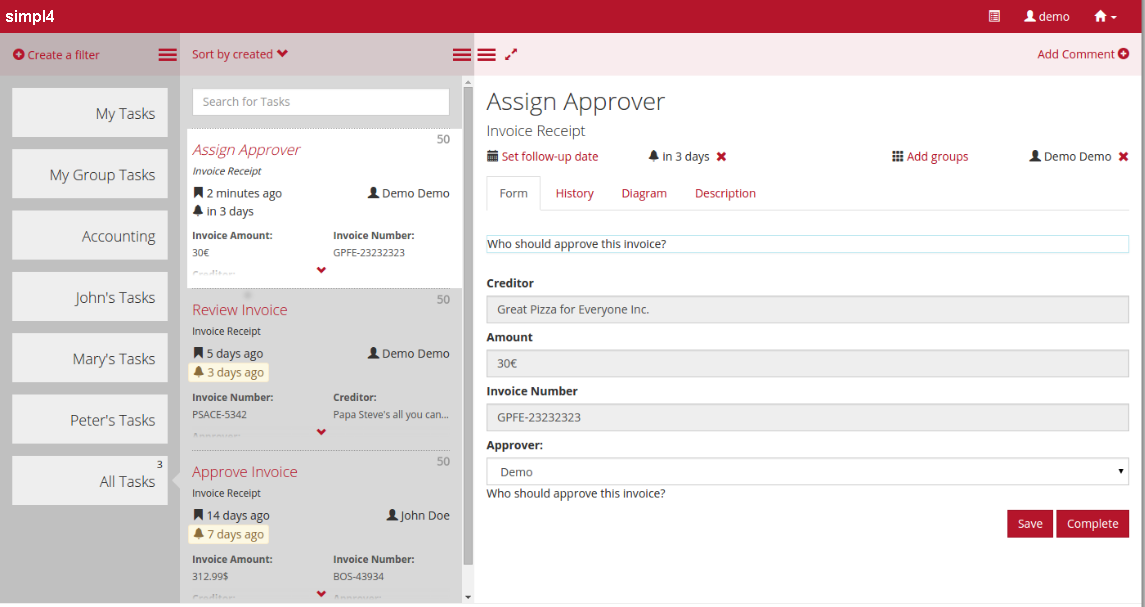 simpl4
demo
Create a filter
Sort by created
Add Comment
My Tasks
My Group Tasks
Accounting
John's Tasks
Mary's Tasks
Peter's Tasks
3
All Tasks
Search for Tasks
50
Assign Approver
Invoice Receipt
2 minutes ago Demo Demo
in 3 days
Invoice Amount: Invoice Number:
30€ GPFE-23232323
Creditor:
50
Review Invoice
Invoice Receipt
5 days ago Demo Demo
3 days ago
Invoice Number: Creditor:
PSACE-5342 Papa Steve's all you can...
Approver:
50
Approve Invoice
Invoice Receipt
14 days ago John Doe
7 days ago
Invoice Amount: Invoice Number:
312.99$ BOS-43934
Creditor: Approver:
Assign Approver
Invoice Receipt
Set follow-up date in 3 days Add groups Demo Demo
Form History Diagram Description
Who should approve this invoice?
Creditor
Great Pizza for Everyone Inc.
Amount
30€
Invoice Number
GPFE-23232323
Approver:
Demo
Who should approve this invoice?
Save Complete